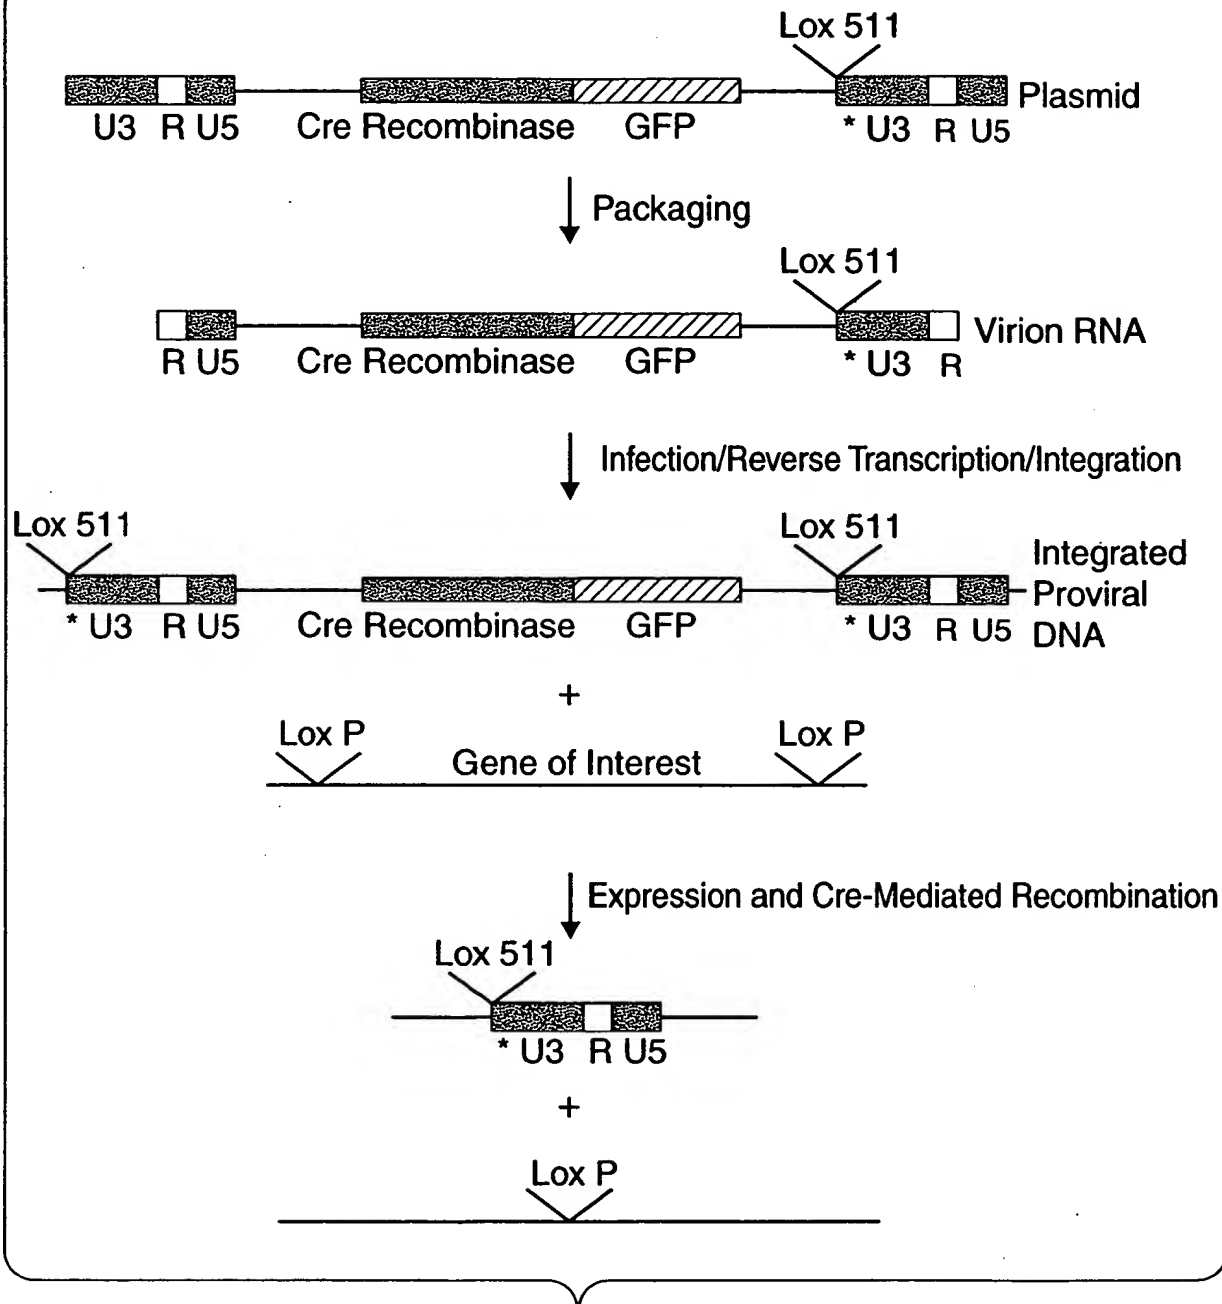 Lox 511
Plasmid
U3 R U5 Cre Recombinase GFP * U3 R U5
Packaging
Lox 511
Virion RNA
R U5 Cre Recombinase GFP * U3 R
Infection/Reverse Transcription/Integration
Lox 511 Lox 511
Integrated
Proviral
DNA
* U3 R U5 Cre Recombinase GFP * U3 R U5
+
Lox P Gene of Interest Lox P
Expression and Cre-Mediated Recombination
Lox 511
* U3 R U5
+
Lox P